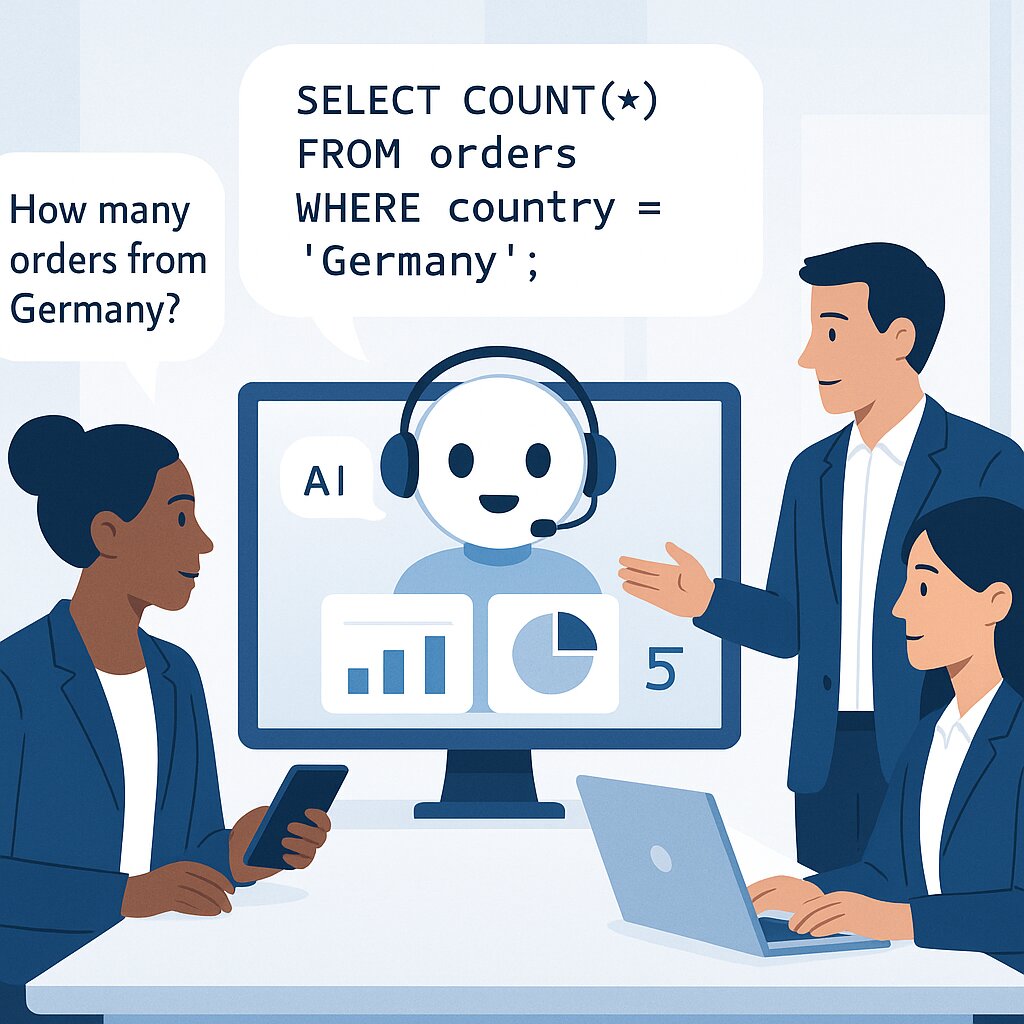 How many
orders from
Germany?
SELECT COUNT(★)
FROM orders
WHERE country =
'Germany';
AI
5